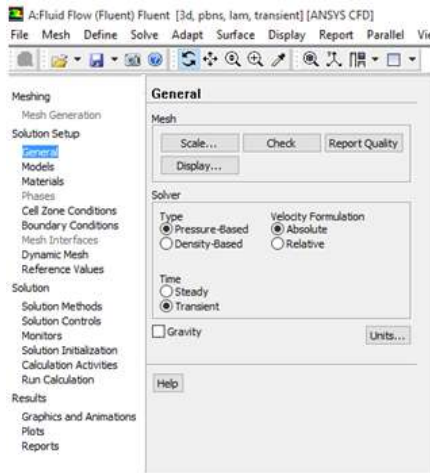 A:Fluid Flow (Fluent) Fluent [3d, pbns, lam, transient] [ANSYS CFD]
File Mesh Define Solve Adapt Surface Display Report Parallel Vi
Meshing
Mesh Generation
Solution Setup
General
Models
Materials
Phases
Cell Zone Conditions
Boundary Conditions
Mesh Interfaces
Dynamic Mesh
Reference Values
Solution
Solution Methods
Solution Controls
Monitors
Solution Initialization
Calculation Activities
Run Calculation
Results
Graphics and Animations
Plots
Reports
General
Mesh
Scale... Check Report Quality
Display...
Solver
Type Velocity Formulation
Pressure-Based Absolute
Density-Based Relative
Time
Steady
Transient
Gravity Units...
Help